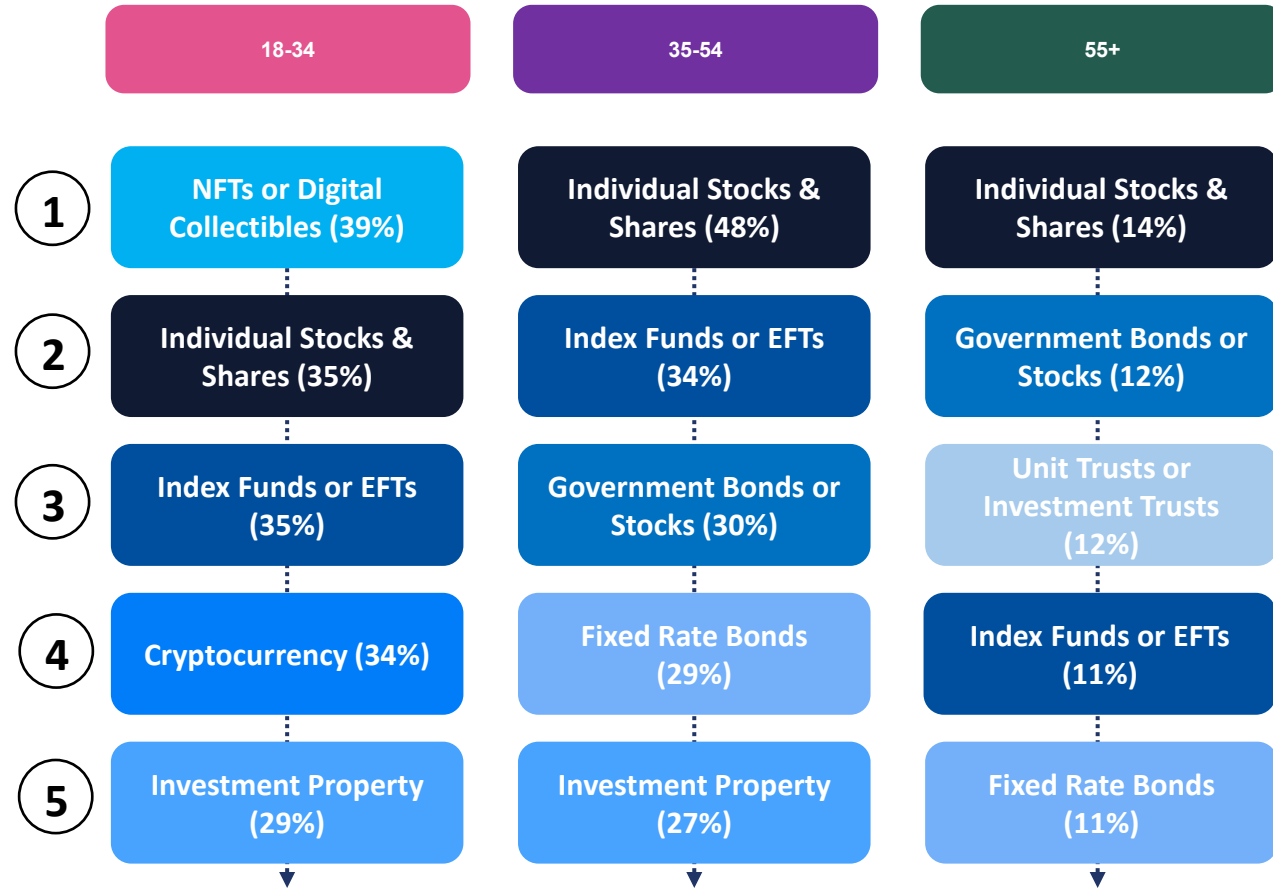 18-34
35-54
55+
1
NFTs or Digital
Collectibles (39%)
Individual Stocks &
Shares (48%)
Individual Stocks &
Shares (14%)
2
Individual Stocks &
Shares (35%)
Index Funds or EFTs
(34%)
Government Bonds or
Stocks (12%)
3
Index Funds or EFTs
(35%)
Government Bonds or
Stocks (30%)
Unit Trusts or
Investment Trusts
(12%)
4
Cryptocurrency (34%)
Fixed Rate Bonds
(29%)
Index Funds or EFTs
(11%)
5
Investment Property
(29%)
Investment Property
(27%)
Fixed Rate Bonds
(11%)